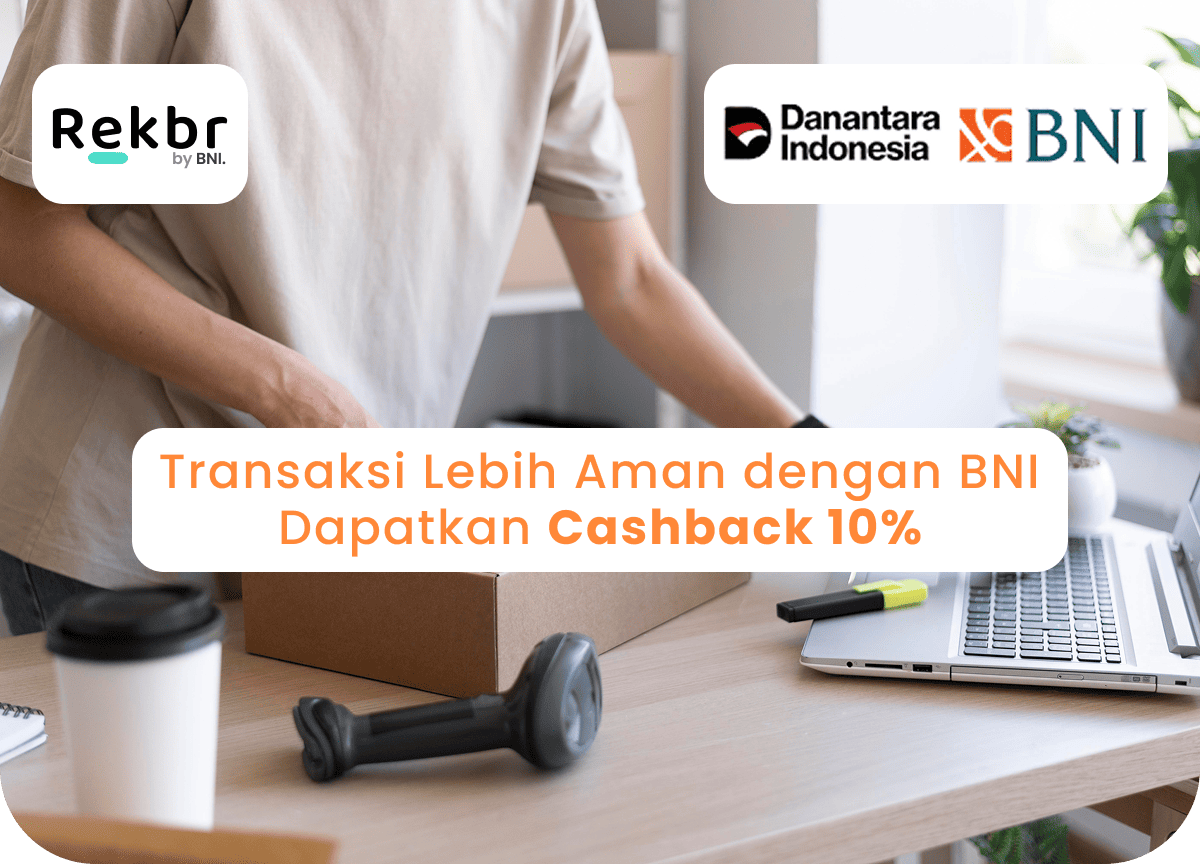 Rekbr
by BNI.
Danantara
Indonesia
BNI
Transaksi Lebih Aman dengan BNI
Dapatkan Cashback 10%